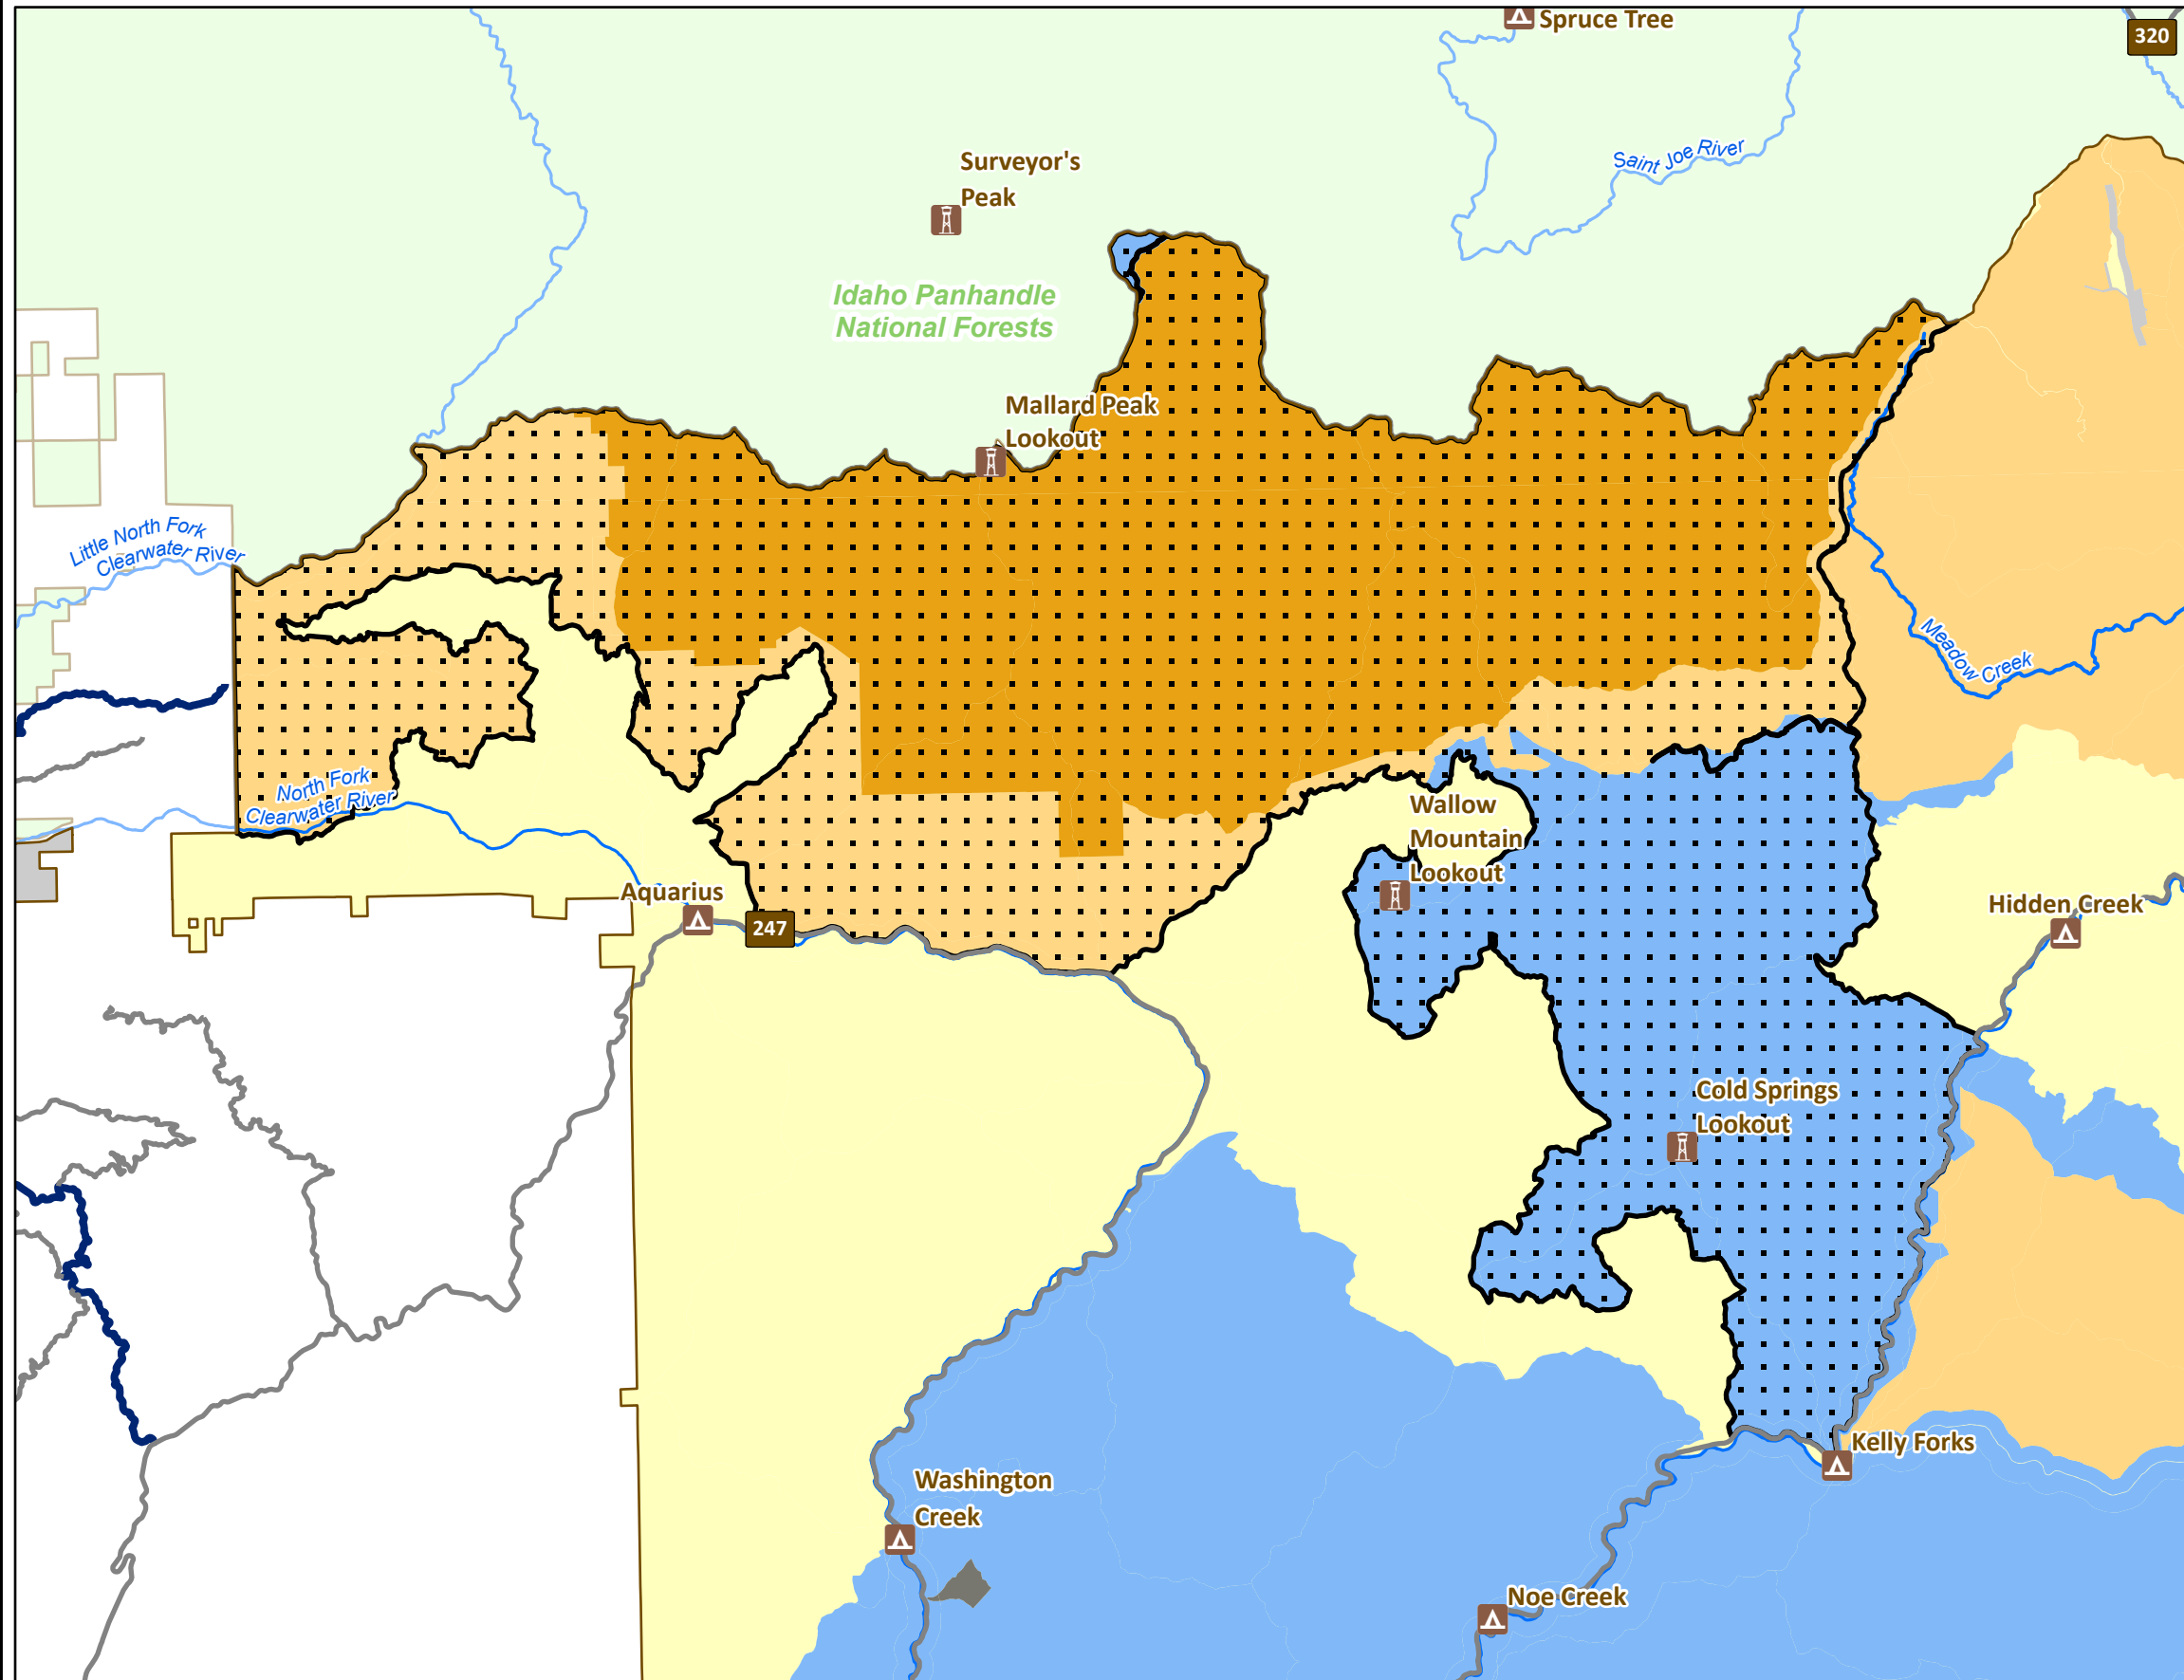 Spruce Tree
320
Saint Joe River
Surveyor's
Peak
Idaho Panhandle
National Forests
Mallard Peak
Lookout
Little North Fork
Clearwater River
Meadow Creek
North Fork
Clearwater River
Wallow
Mountain
Lookout
Aquarius
247
Hidden Creek
Cold Springs
Lookout
Kelly Forks
Washington
Creek
Noe Creek